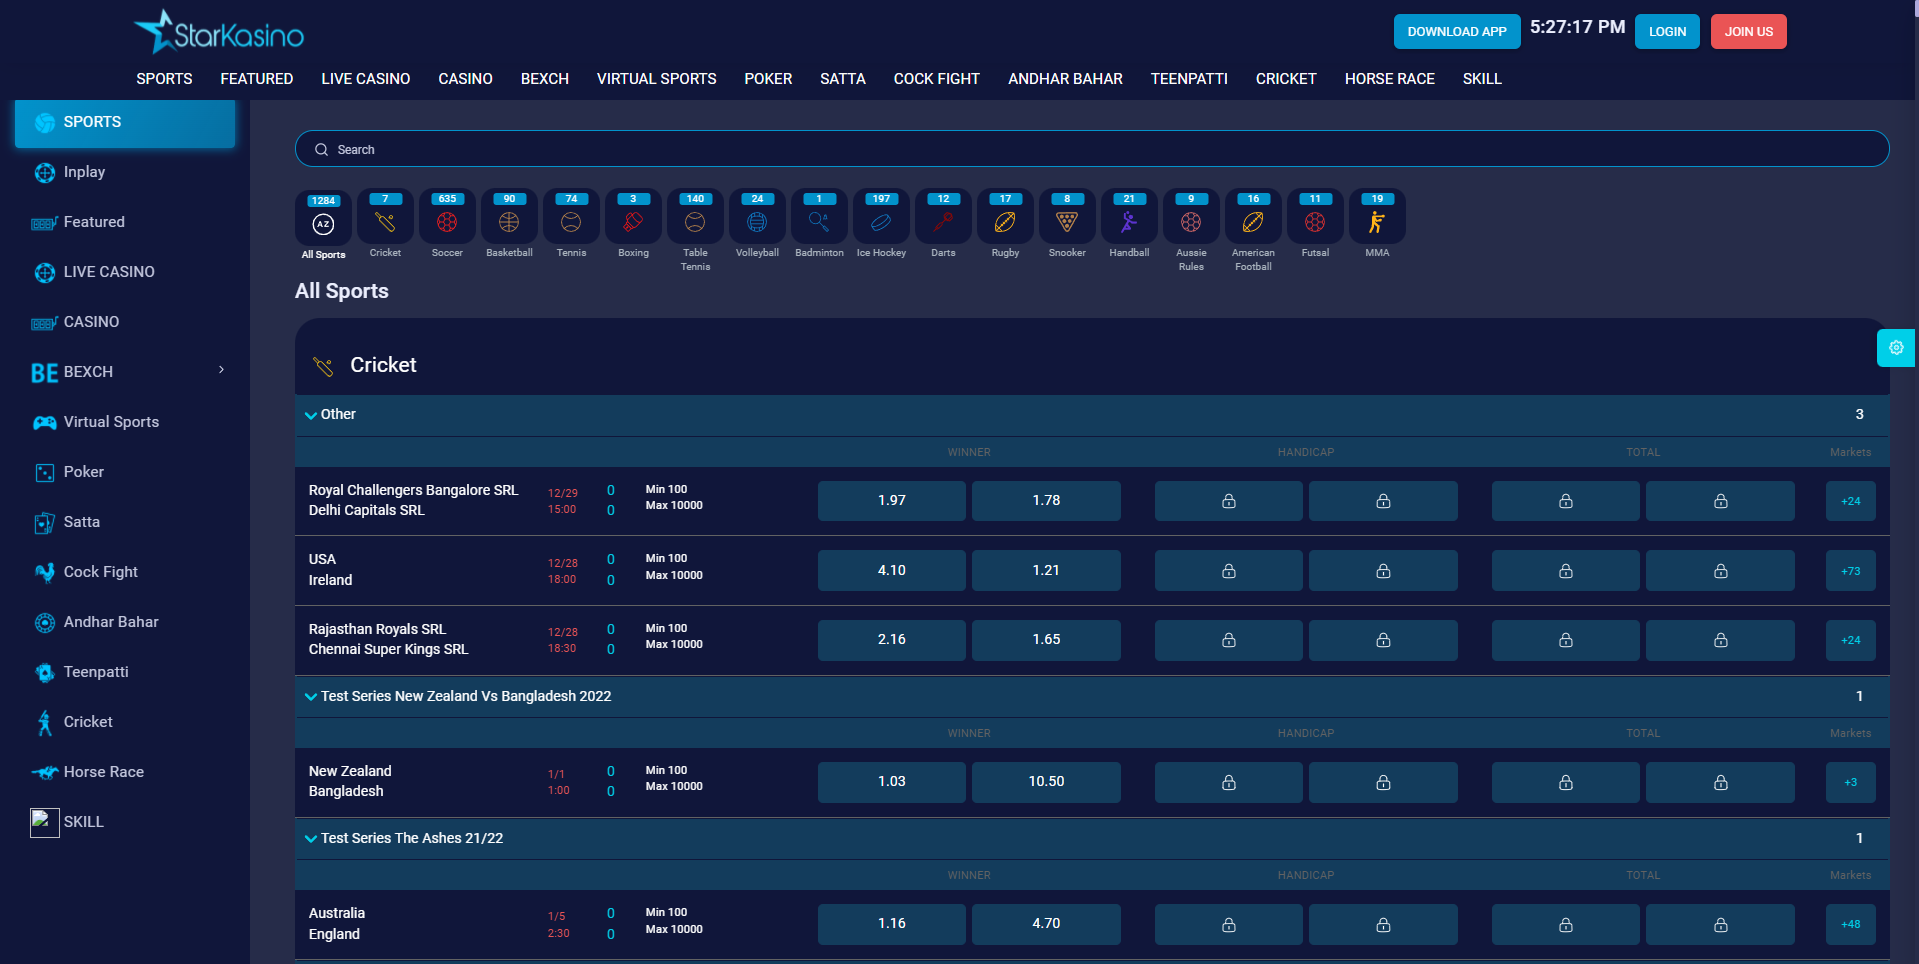 StarKasino
DOWNLOAD APP 5:27:17 PM LOGIN JOIN US
SPORTS FEATURED LIVE CASINO CASINO BEXCH VIRTUAL SPORTS POKER SATTA COCK FIGHT ANDHAR BAHAR TEENPATTI CRICKET HORSE RACE SKILL
SPORTS
Inplay
Featured
LIVE CASINO
CASINO
BE BEXCH
Virtual Sports
Poker
Satta
Cock Fight
Andhar Bahar
Teenpatti
Cricket
Horse Race
SKILL
Search
1284 7 635 90 74 3 140 24 1 197 12 17 8 21 9 16 11 19
AZ
All Sports Cricket Soccer Basketball Tennis Boxing Table Tennis Volleyball Badminton Ice Hockey Darts Rugby Snooker Handball Aussie Rules American Football Futsal MMA
All Sports
Cricket
Other 3
WINNER HANDICAP TOTAL Markets
Royal Challengers Bangalore SRL 12/29 0 Min 100 1.97 1.78 +24
Delhi Capitals SRL 15:00 0 Max 10000
USA 12/28 0 Min 100 4.10 1.21 +73
Ireland 18:00 0 Max 10000
Rajasthan Royals SRL 12/28 0 Min 100 2.16 1.65 +24
Chennai Super Kings SRL 18:30 0 Max 10000
Test Series New Zealand Vs Bangladesh 2022 1
WINNER HANDICAP TOTAL Markets
New Zealand 1/1 0 Min 100 1.03 10.50 +3
Bangladesh 1:00 0 Max 10000
Test Series The Ashes 21/22 1
WINNER HANDICAP TOTAL Markets
Australia 1/5 0 Min 100 1.16 4.70 +48
England 2:30 0 Max 10000